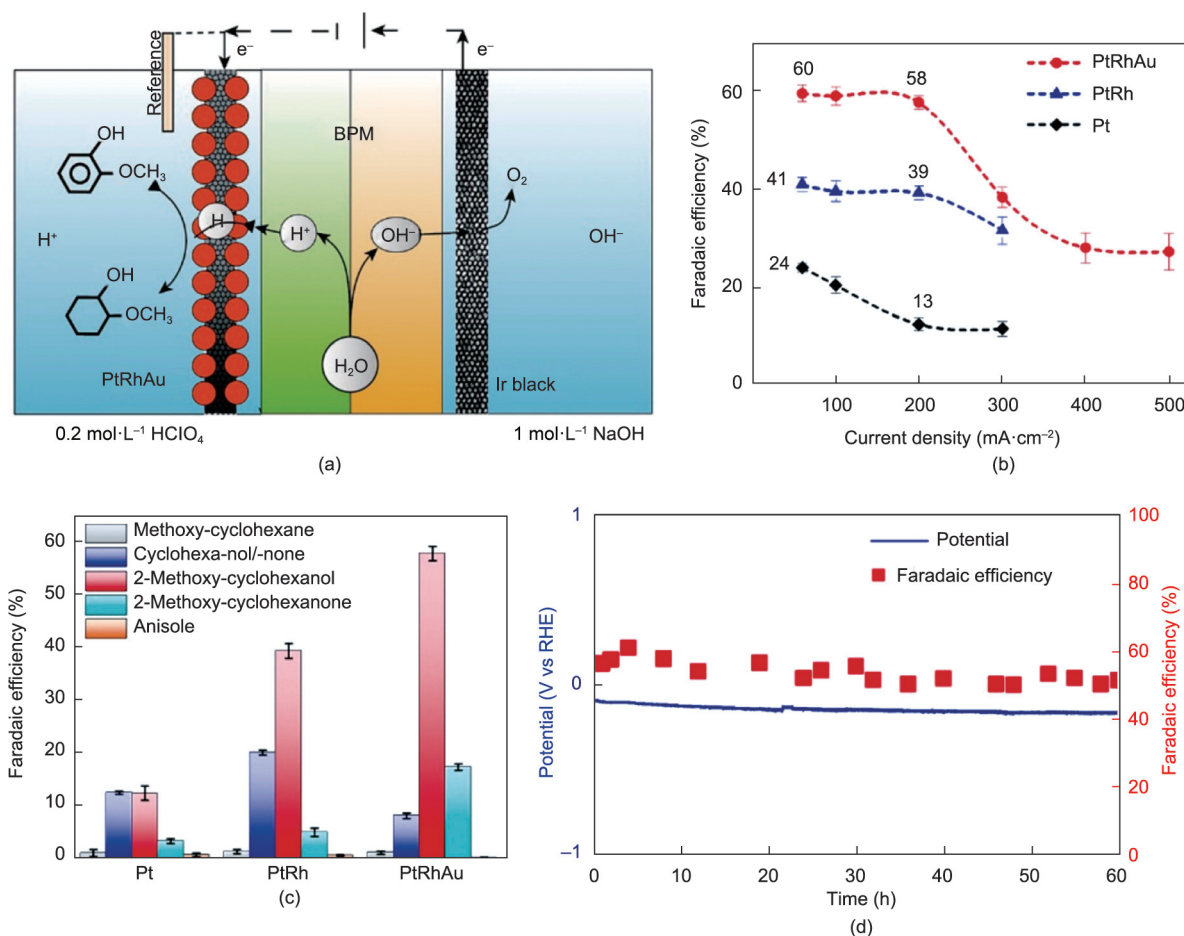 e⁻
e⁻
Reference
BPM
OH
OCH₃
O₂
H
H⁺
H⁺
OH⁻
OH⁻
OH
OCH₃
H₂O
PtRhAu
Ir black
0.2 mol·L⁻¹ HClO₄
1 mol·L⁻¹ NaOH
(a)
Faradaic efficiency (%)
80
60
40
20
0
60
58
41
39
24
13
PtRhAu
PtRh
Pt
100 200 300 400 500
Current density (mA·cm⁻²)
(b)
Faradaic efficiency (%)
60
50
40
30
20
10
0
Methoxy-cyclohexane
Cyclohexa-nol/-none
2-Methoxy-cyclohexanol
2-Methoxy-cyclohexanone
Anisole
Pt PtRh PtRhAu
(c)
Potential (V vs RHE)
1
0
−1
Potential
Faradaic efficiency
100
80
60
40
20
0
Faradaic efficiency (%)
0 10 20 30 40 50 60
Time (h)
(d)